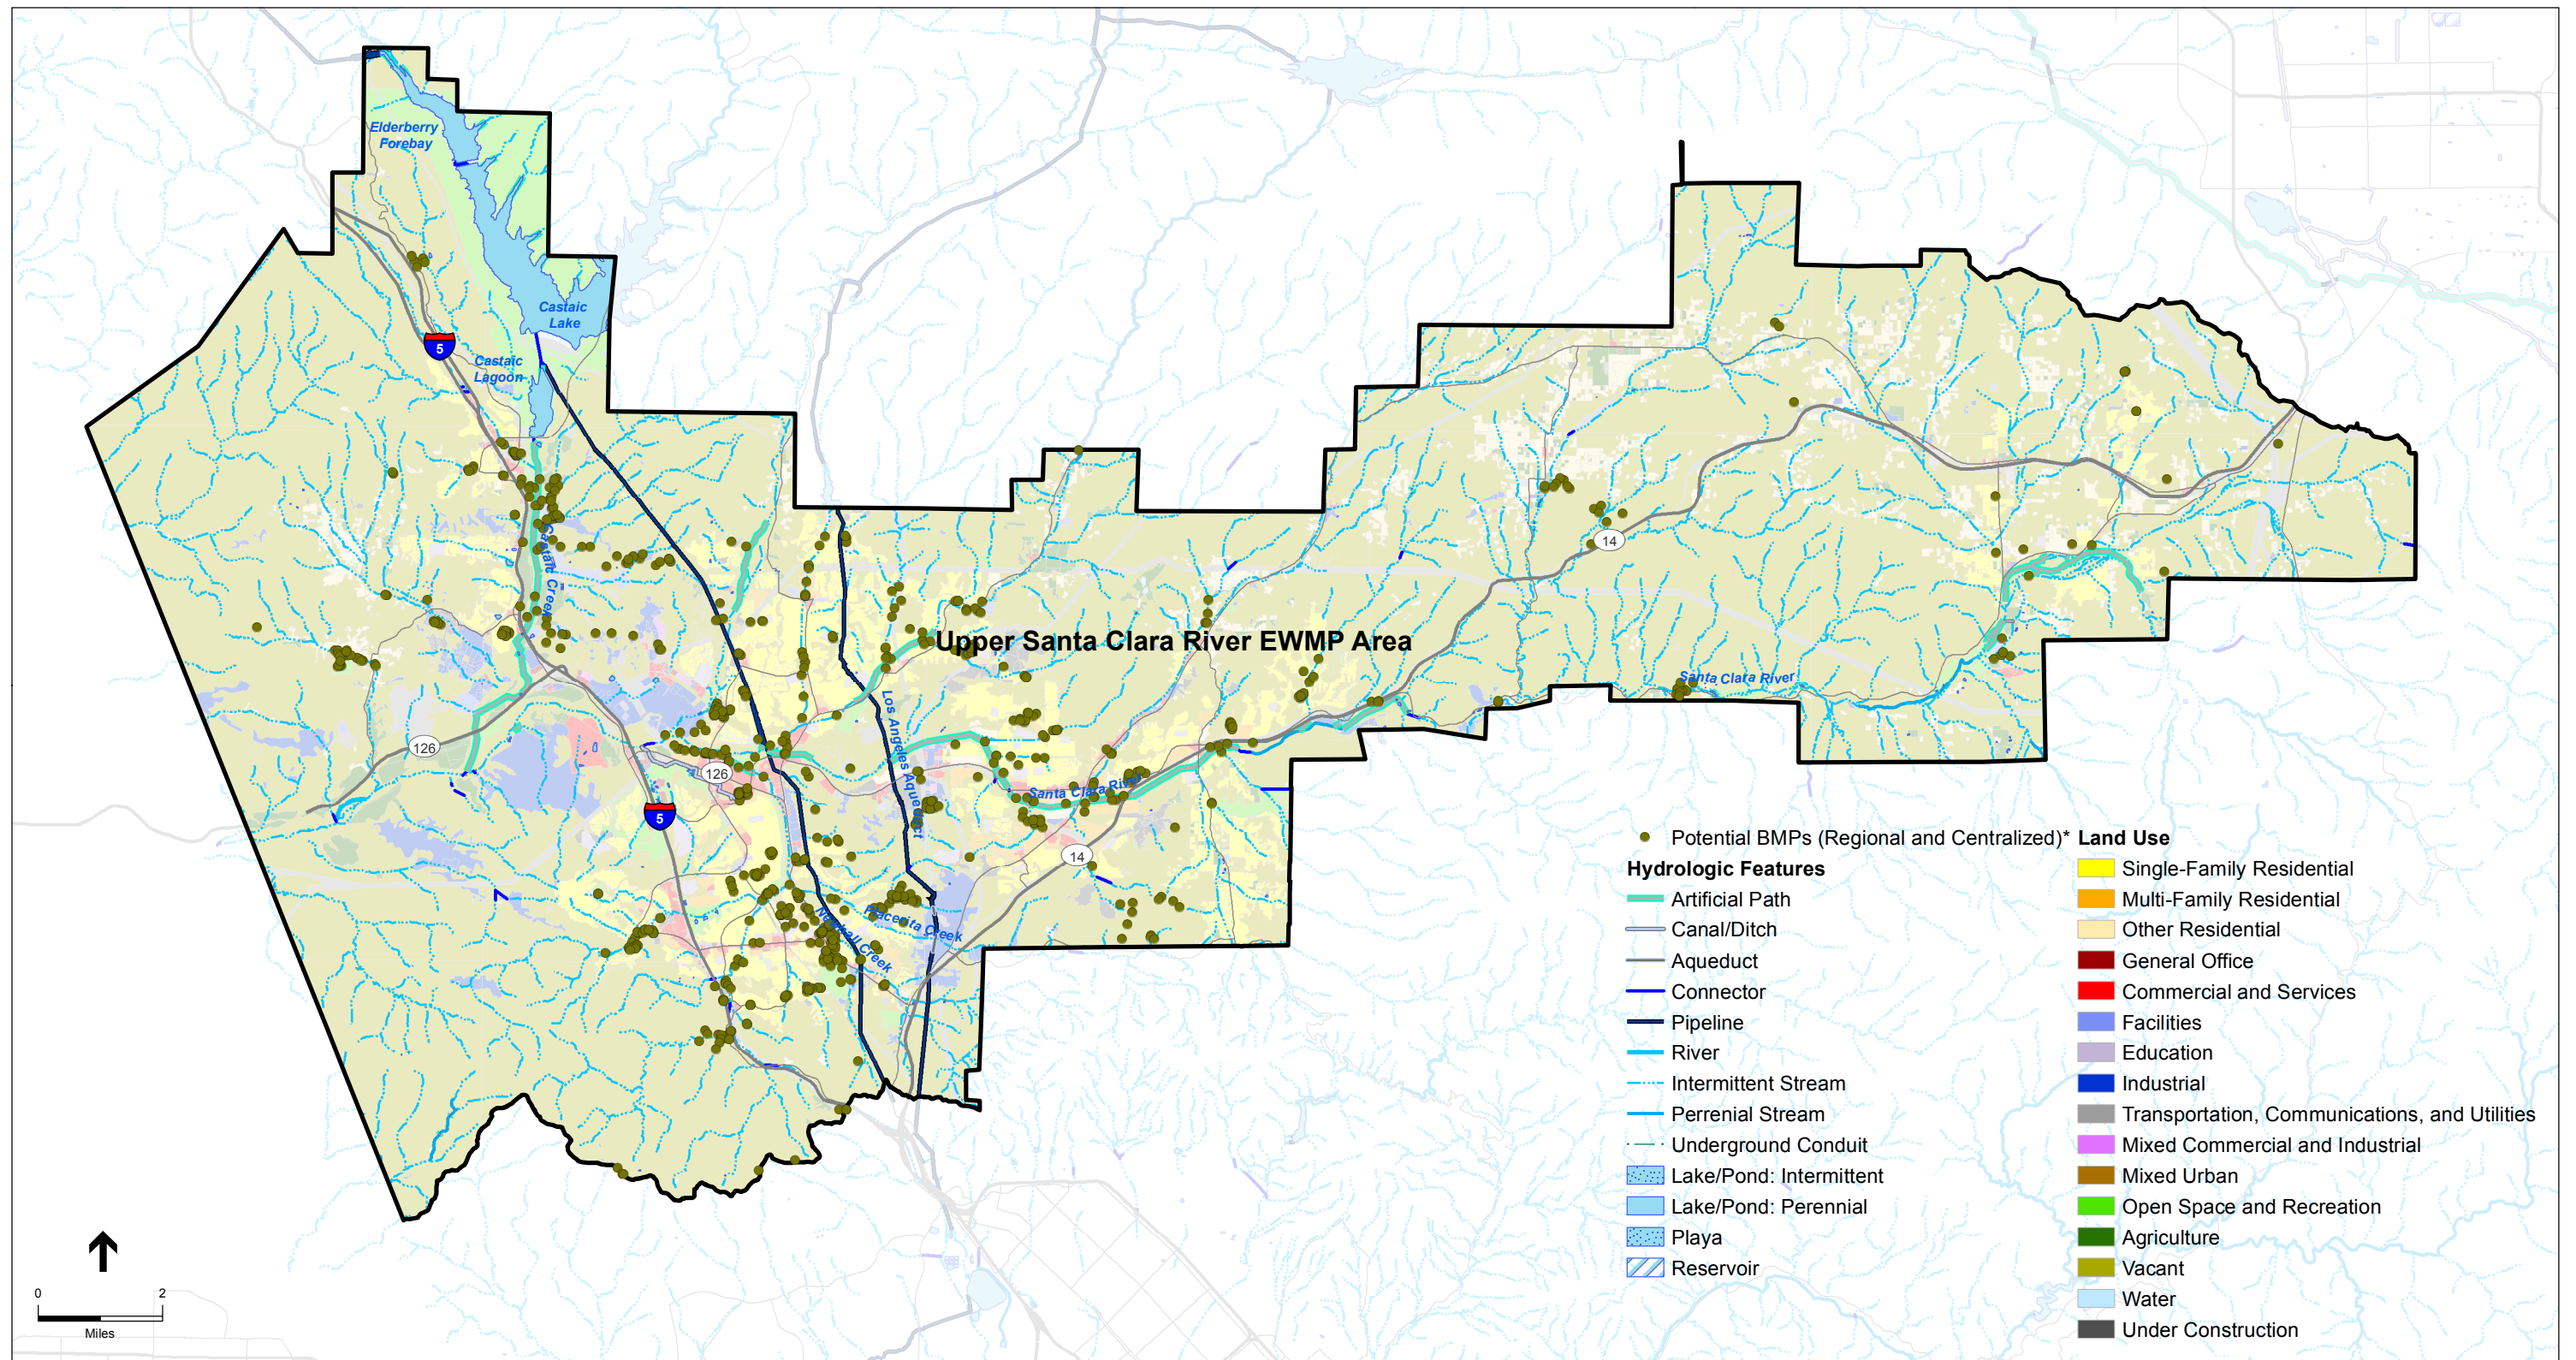 Elderberry
Forebay
Castaic
Lake
5
Castaic
Lagoon
Castaic Creek
14
Upper Santa Clara River EWMP Area
Santa Clara River
Los Angeles Aqueduct
126
126
Santa Clara River
5
14
Placerita Creek
Newhall Creek
Potential BMPs (Regional and Centralized)*
Hydrologic Features
Artificial Path
Canal/Ditch
Aqueduct
Connector
Pipeline
River
Intermittent Stream
Perrenial Stream
Underground Conduit
Lake/Pond: Intermittent
Lake/Pond: Perennial
Playa
Reservoir
Land Use
Single-Family Residential
Multi-Family Residential
Other Residential
General Office
Commercial and Services
Facilities
Education
Industrial
Transportation, Communications, and Utilities
Mixed Commercial and Industrial
Mixed Urban
Open Space and Recreation
Agriculture
Vacant
Water
Under Construction
0 2
Miles